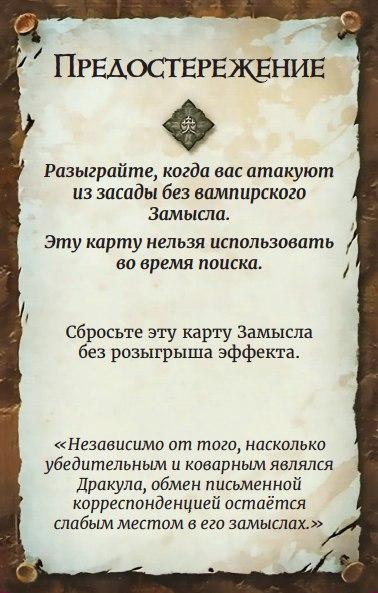 Предостережение
Разыграйте, когда вас атакуют
из засады без вампирского
Замысла.
Эту карту нельзя использовать
во время поиска.
Сбросьте эту карту Замысла
без розыгрыша эффекта.
«Независимо от того, насколько
убедительным и коварным являлся
Дракула, обмен письменной
корреспонденцией остаётся
слабым местом в его замыслах.»